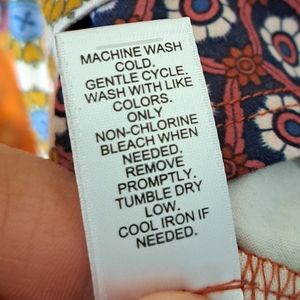 MACHINE WASH
COLD.
GENTLE CYCLE.
WASH WITH LIKE
COLORS.
ONLY
NON-CHLORINE
BLEACH WHEN
NEEDED.
REMOVE
PROMPTLY.
TUMBLE DRY
LOW.
COOL IRON IF
NEEDED.